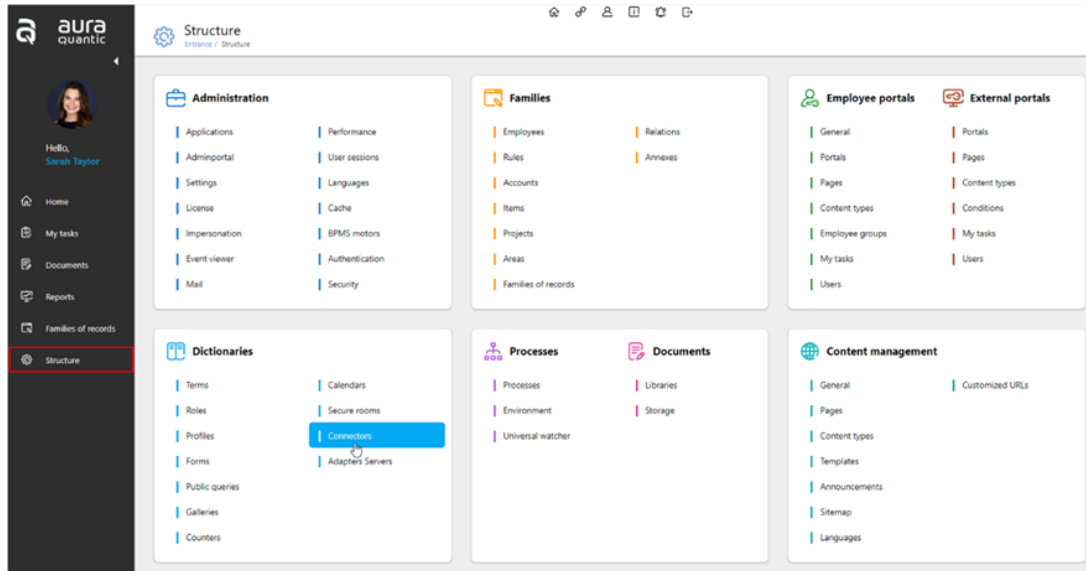 aura
quantic
Structure
Entrance / Structure
Hello,
Sarah Taylor
Home
My tasks
Documents
Reports
Families of records
Structure
Administration
Applications
Adminportal
Settings
License
Impersonation
Event viewer
Mail
Performance
User sessions
Languages
Cache
BPMS motors
Authentication
Security
Families
Employees
Rules
Accounts
Items
Projects
Areas
Families of records
Relations
Annexes
Employee portals
General
Portals
Pages
Content types
Employee groups
My tasks
Users
External portals
Portals
Pages
Content types
Conditions
My tasks
Users
Dictionaries
Terms
Roles
Profiles
Forms
Public queries
Galleries
Counters
Calendars
Secure rooms
Connectors
Adapters Servers
Processes
Processes
Environment
Universal watcher
Documents
Libraries
Storage
Content management
General
Pages
Content types
Templates
Announcements
Sitemap
Languages
Customized URLs